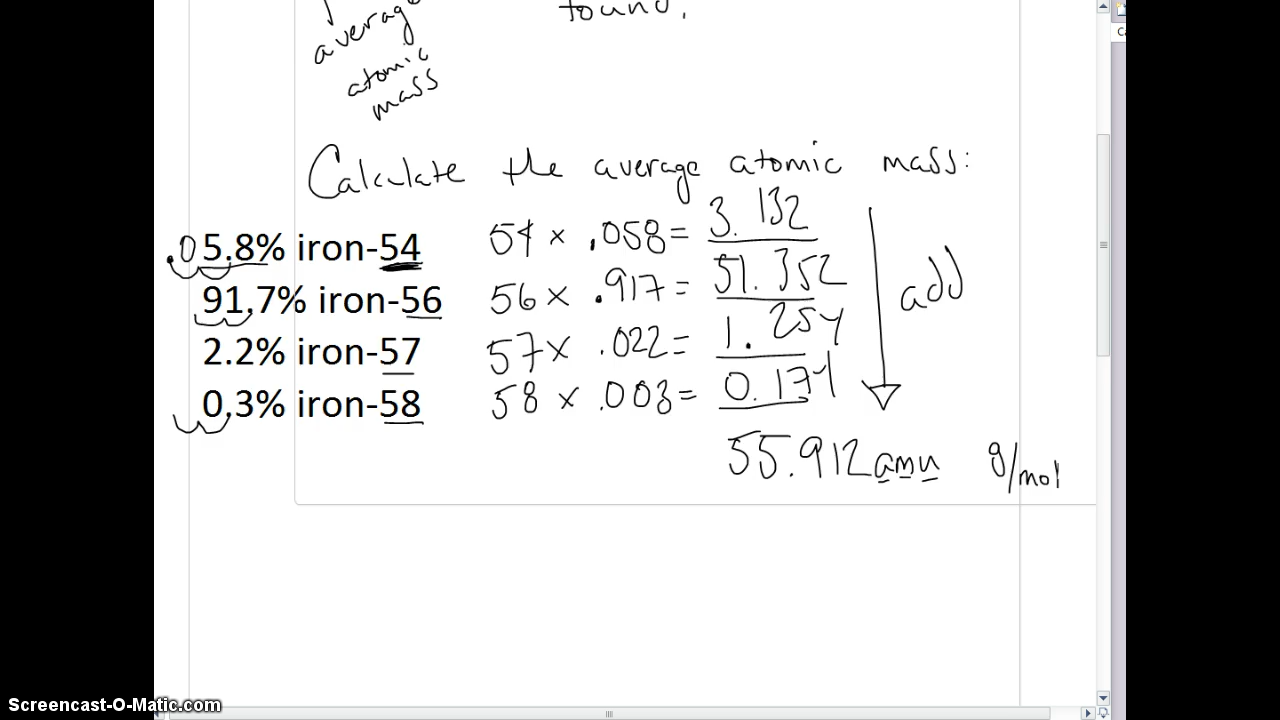 average
found.
atomic
mass
Calculate the average atomic mass:
.05.8% iron-54 54 × .058 = 3.132
91.7% iron-56 56 × .917 = 51.352
2.2% iron-57 57 × .022 = 1.254
0.3% iron-58 58 × .003 = 0.174
add
55.912 amu g/mol
Screencast-O-Matic.com